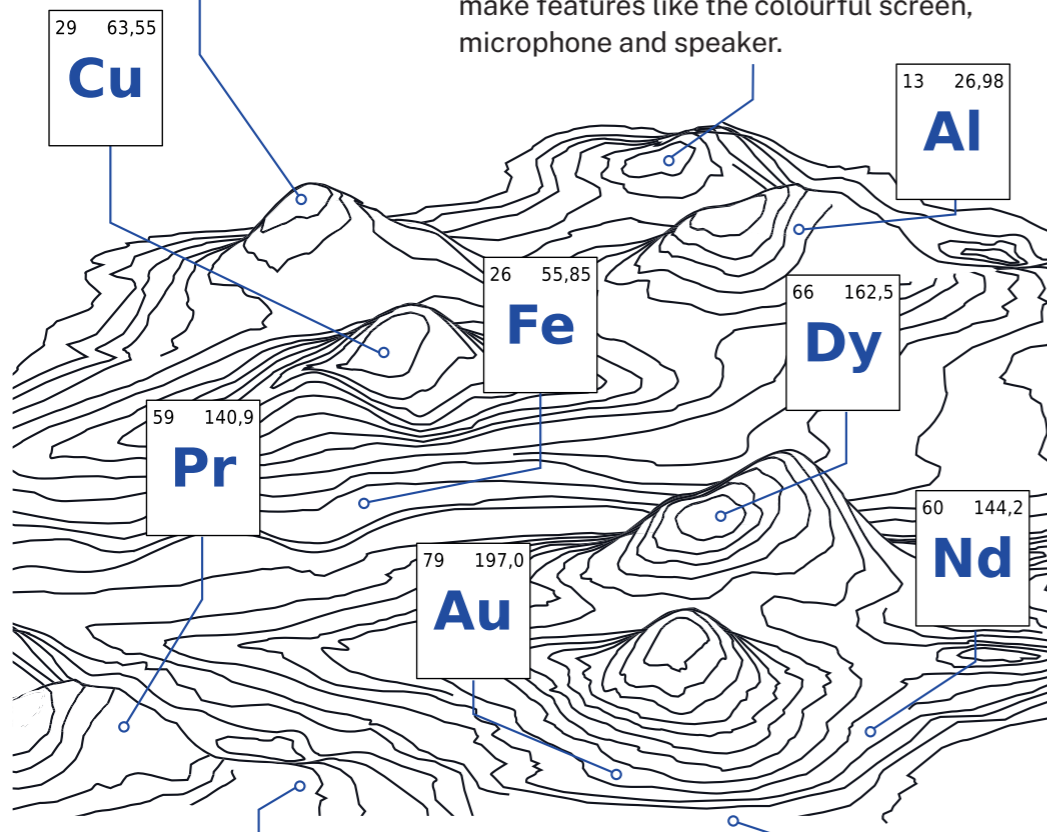 make features like the colourful screen,
microphone and speaker.
29 63,55
Cu
13 26,98
Al
26 55,85
Fe
66 162,5
Dy
59 140,9
Pr
60 144,2
Nd
79 197,0
Au